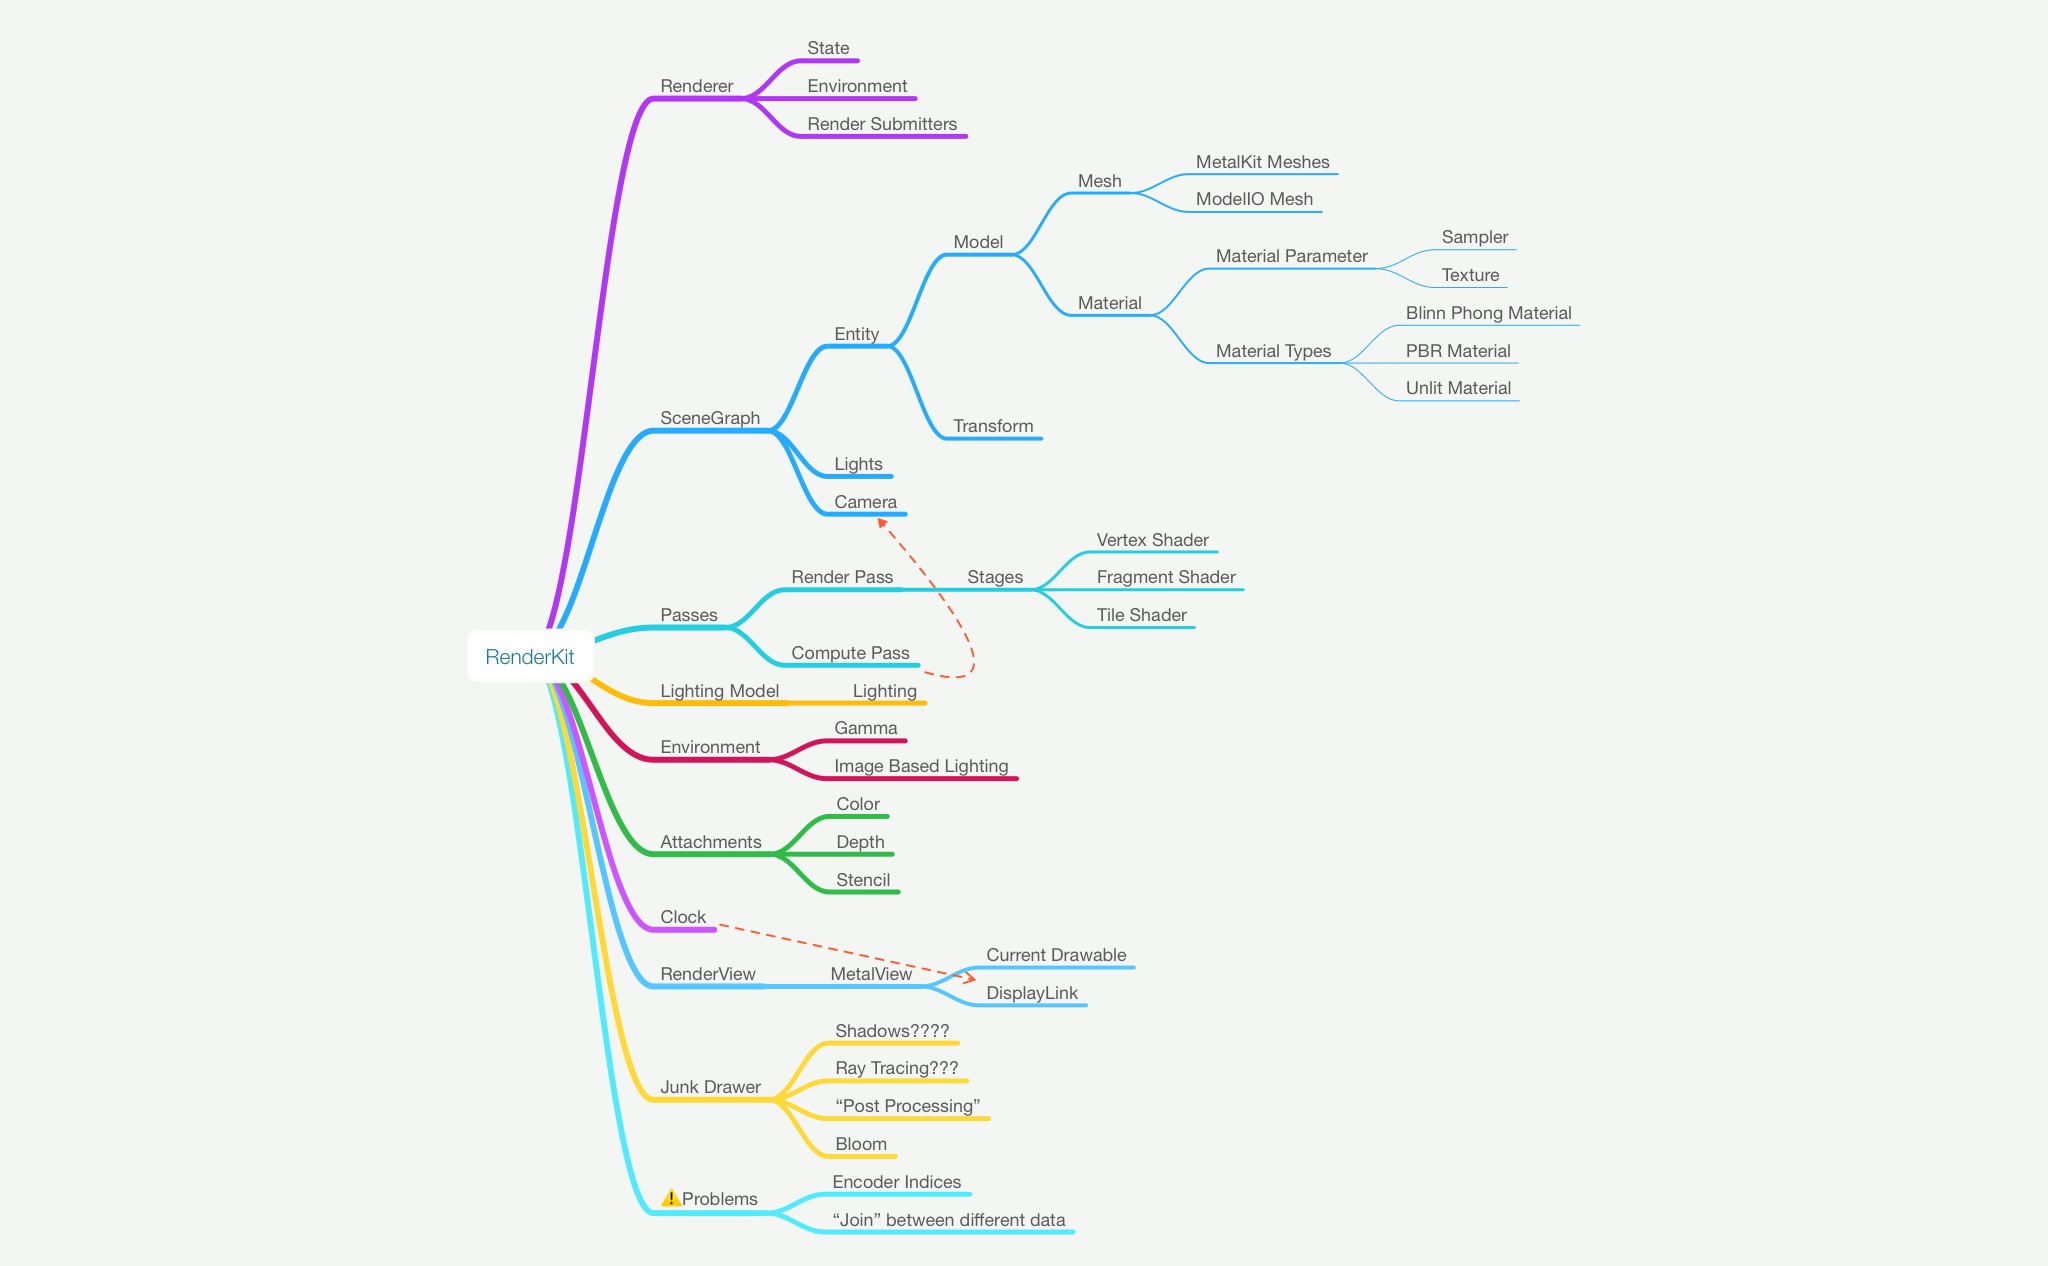 State
Renderer
Environment
Render Submitters
MetalKit Meshes
Mesh
ModelIO Mesh
Model
Sampler
Material Parameter
Texture
Material
Blinn Phong Material
Material Types
PBR Material
Unlit Material
Entity
SceneGraph
Transform
Lights
Camera
Vertex Shader
Render Pass
Stages
Fragment Shader
Passes
Tile Shader
Compute Pass
RenderKit
Lighting Model
Lighting
Gamma
Environment
Image Based Lighting
Color
Attachments
Depth
Stencil
Clock
Current Drawable
RenderView
MetalView
DisplayLink
Shadows????
Ray Tracing???
Junk Drawer
“Post Processing”
Bloom
Encoder Indices
⚠️Problems
“Join” between different data